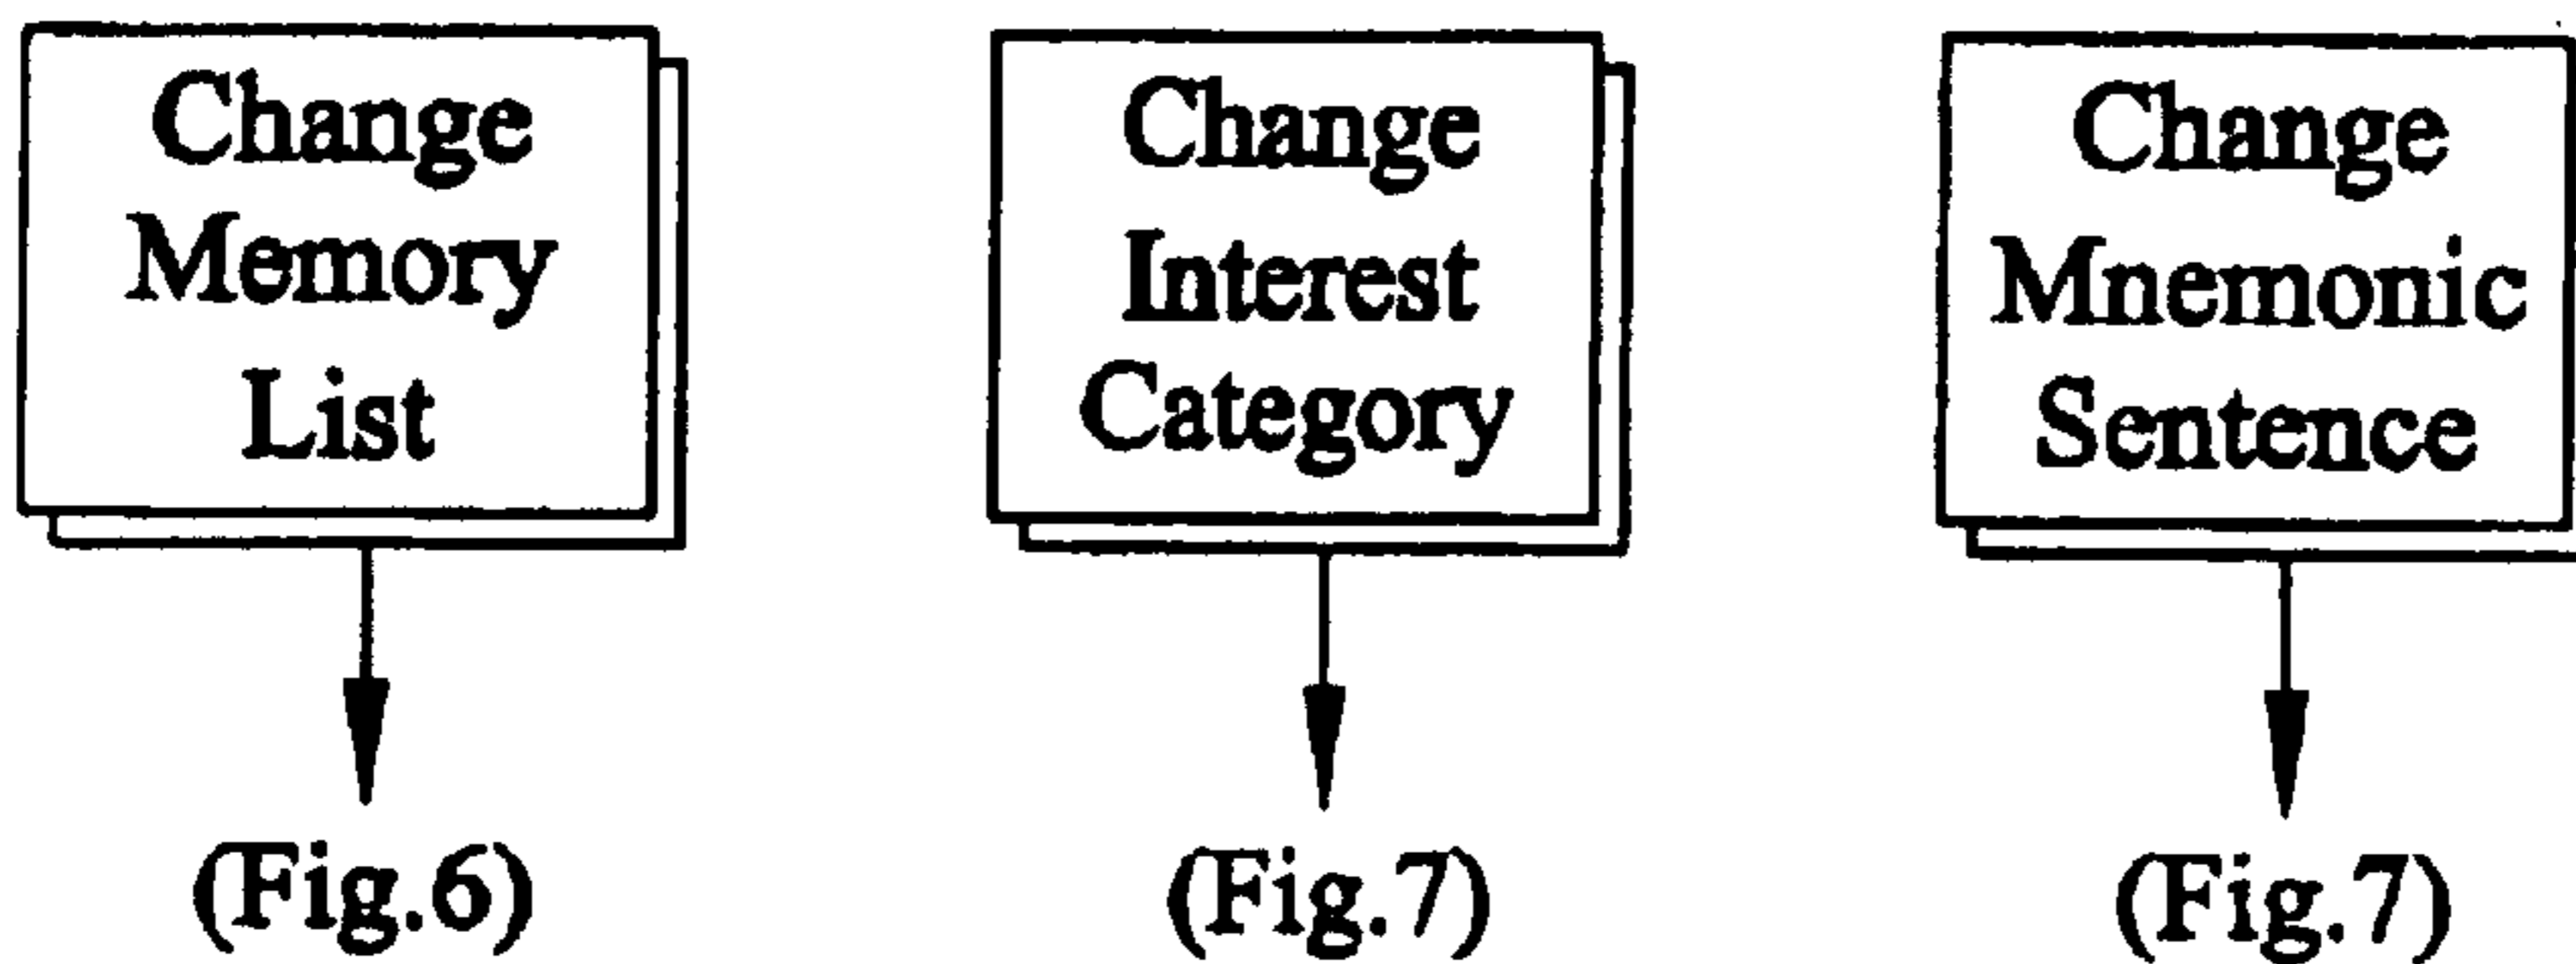 Change
Memory
List
(Fig.6)
Change
Interest
Category
(Fig.7)
Change
Mnemonic
Sentence
(Fig.7)